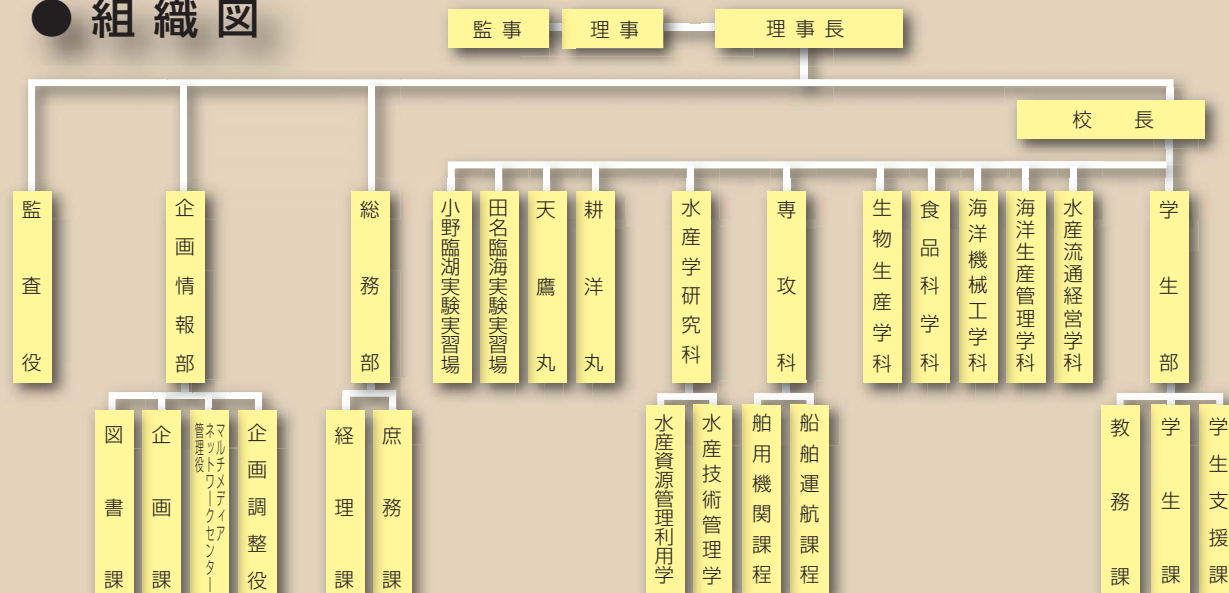 ● 組織図
監事
理事
理事長
校長
監査役
企画情報部
総務部
小野臨湖実験実習場
田名臨海実験実習場
天鷹丸
耕洋丸
水産学研究科
専攻科
生物生産学科
食品科学科
海洋機械工学科
海洋生産管理学科
水産流通経営学科
学生部
図書課
企画課
マルチメディア
ネットワークセンター
管理役
企画調整役
経理課
庶務課
水産資源管理利用学
水産技術管理学
舶用機関課程
船舶運航課程
教務課
学生課
学生支援課